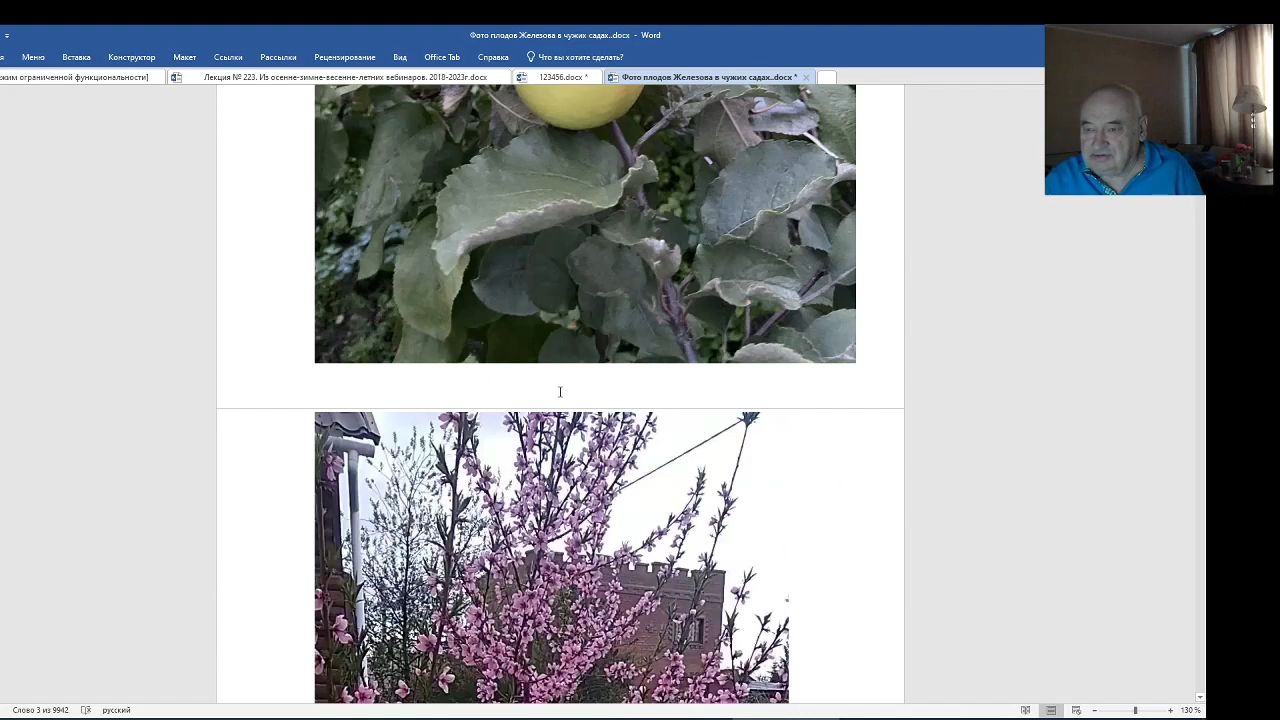 Фото плодов Железова в чужих садах..docx - Word
Меню Вставка Конструктор Макет Ссылки Рассылки Рецензирование Вид Office Tab Справка Что вы хотите сделать?
жим ограниченной функциональности] Лекция № 223. Из осенне-зимне-весенне-летних вебинаров. 2018-2023г.docx 123456.docx * Фото плодов Железова в чужих садах..docx *
Слово 3 из 9942 русский 130 %